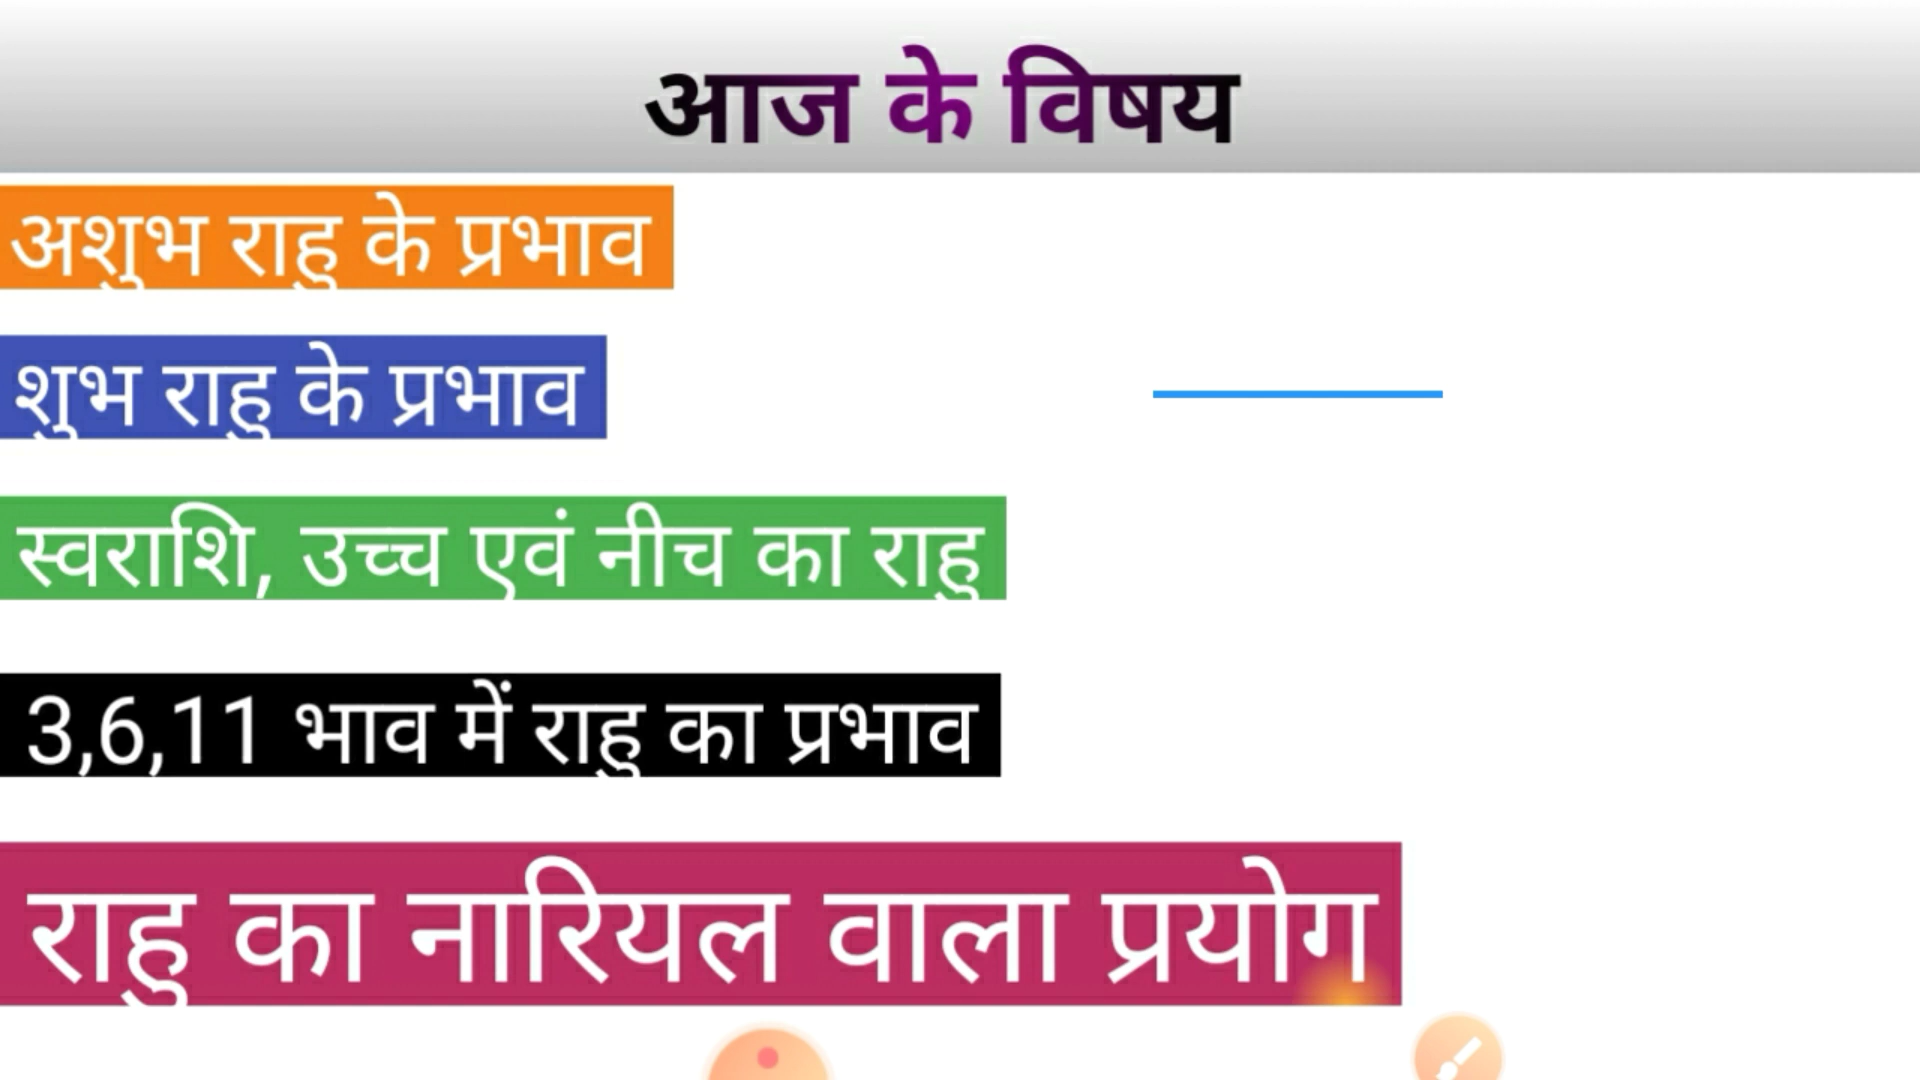 आज के विषय
अशुभ राहु के प्रभाव
शुभ राहु के प्रभाव
स्वराशि, उच्च एवं नीच का राहु
3,6,11 भाव में राहु का प्रभाव
राहु का नारियल वाला प्रयोग